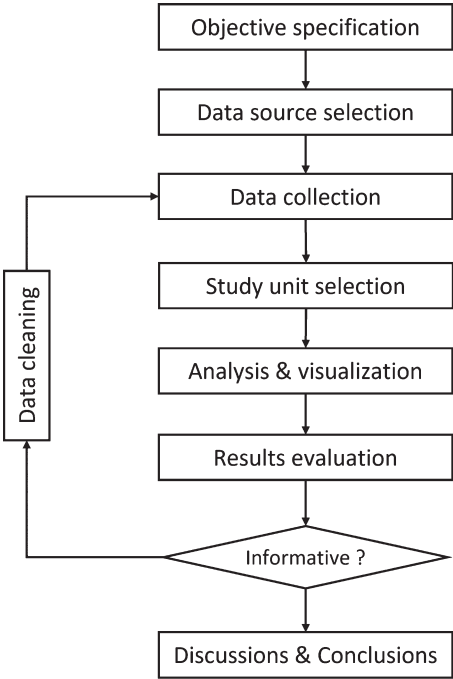 Objective specification
Data source selection
Data collection
Study unit selection
Data cleaning
Analysis & visualization
Results evaluation
Informative ?
Discussions & Conclusions